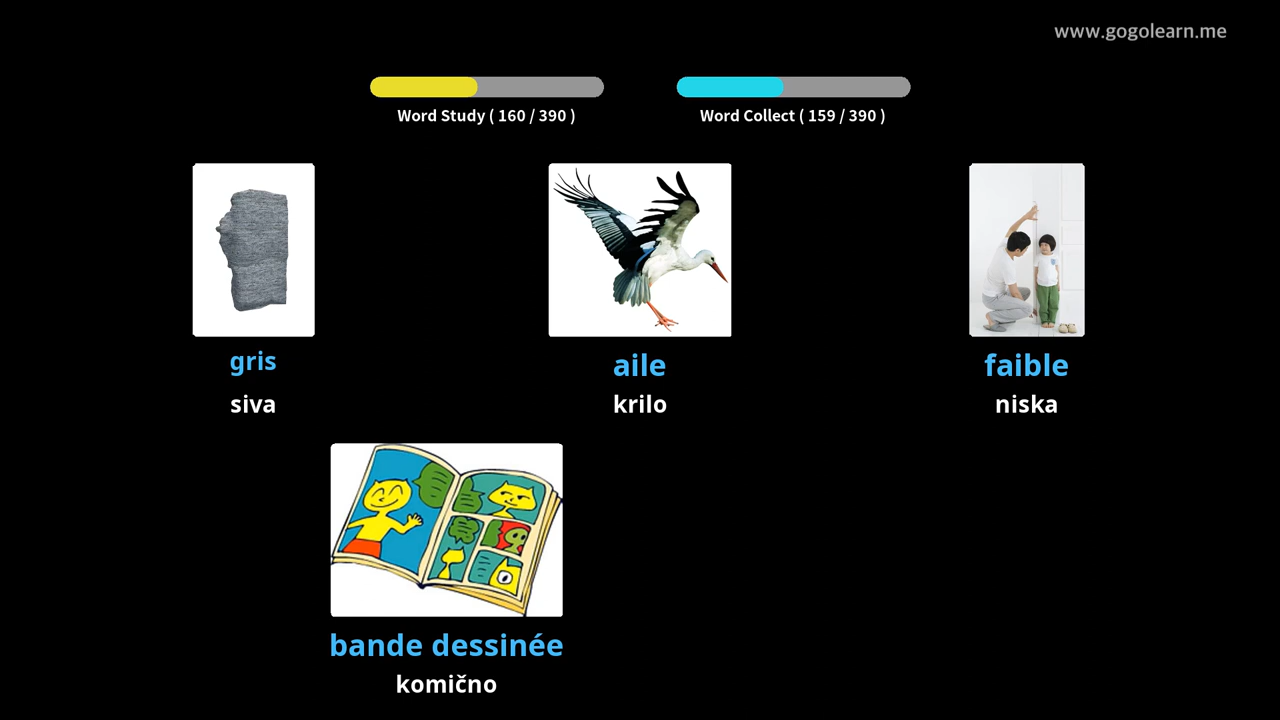 www.gogolearn.me
Word Study ( 160 / 390 )
Word Collect ( 159 / 390 )
gris
aile
faible
siva
krilo
niska
bande dessinée
komično